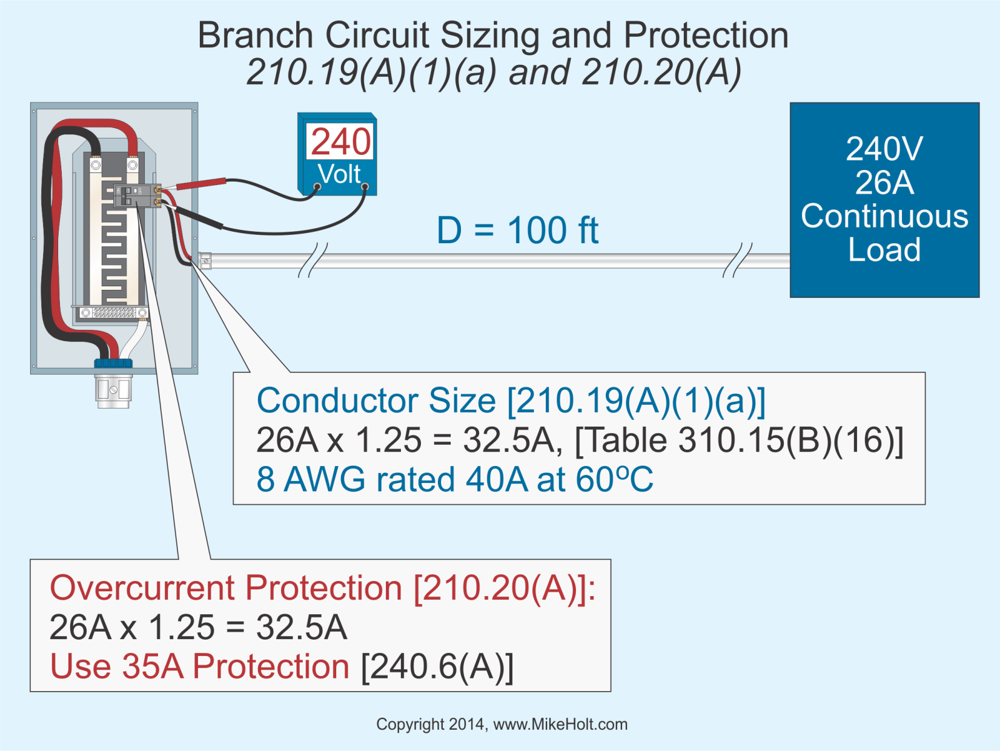 Branch Circuit Sizing and Protection
210.19(A)(1)(a) and 210.20(A)
240
Volt
ON
OFF
D = 100 ft
240V
26A
Continuous
Load
Conductor Size [210.19(A)(1)(a)]
26A x 1.25 = 32.5A, [Table 310.15(B)(16)]
8 AWG rated 40A at 60ºC
Overcurrent Protection [210.20(A)]:
26A x 1.25 = 32.5A
Use 35A Protection [240.6(A)]
Copyright 2014, www.MikeHolt.com